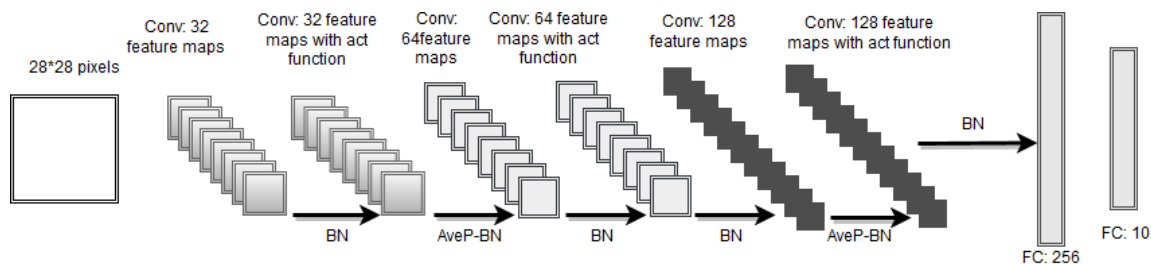 28*28 pixels
Conv: 32
feature maps
Conv: 32 feature
maps with act
function
Conv:
64feature
maps
Conv: 64 feature
maps with act
function
Conv: 128
feature maps
Conv: 128 feature
maps with act function
BN
AveP-BN
BN
BN
AveP-BN
BN
FC: 256
FC: 10